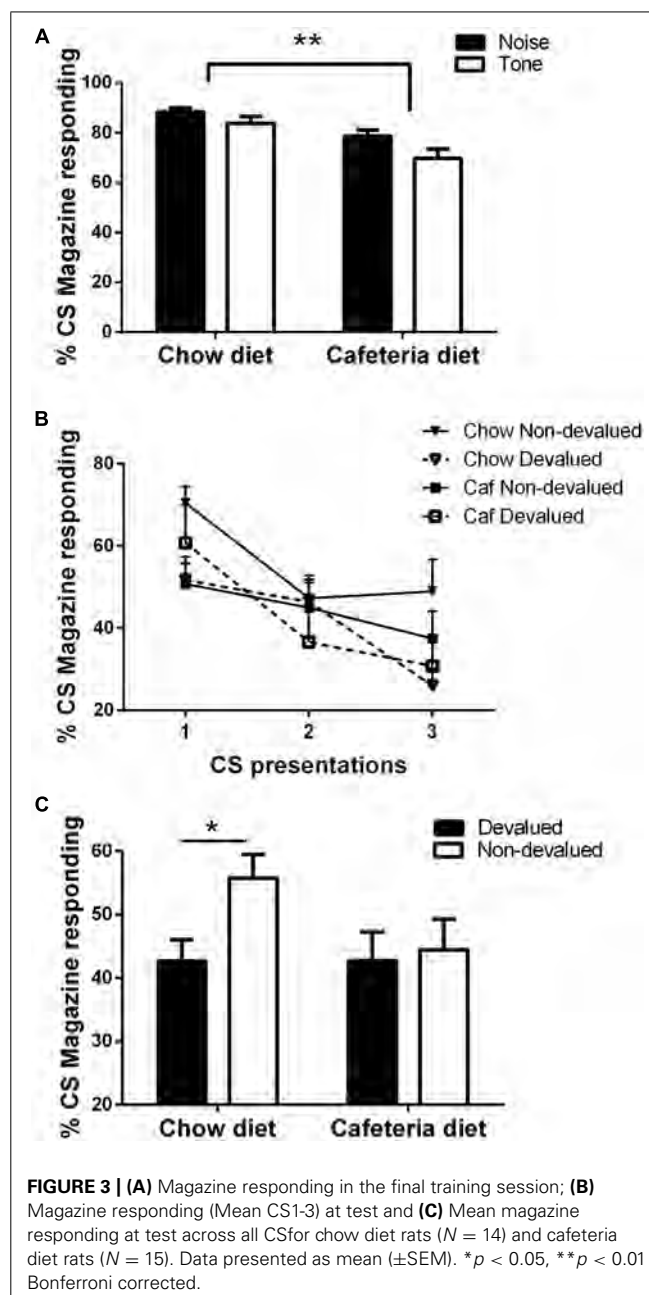 A
**
Noise
Tone
% CS Magazine responding
100
80
60
40
20
0
Chow diet
Cafeteria diet
B
Chow Non-devalued
Chow Devalued
Caf Non-devalued
Caf Devalued
% CS Magazine responding
80
60
40
20
1
2
3
CS presentations
C
Devalued
Non-devalued
*
% CS Magazine responding
60
50
40
30
20
Chow diet
Cafeteria diet
FIGURE 3 | (A) Magazine responding in the final training session; (B)
Magazine responding (Mean CS1-3) at test and (C) Mean magazine
responding at test across all CSfor chow diet rats (N = 14) and cafeteria
diet rats (N = 15). Data presented as mean (±SEM). *p < 0.05, **p < 0.01
Bonferroni corrected.